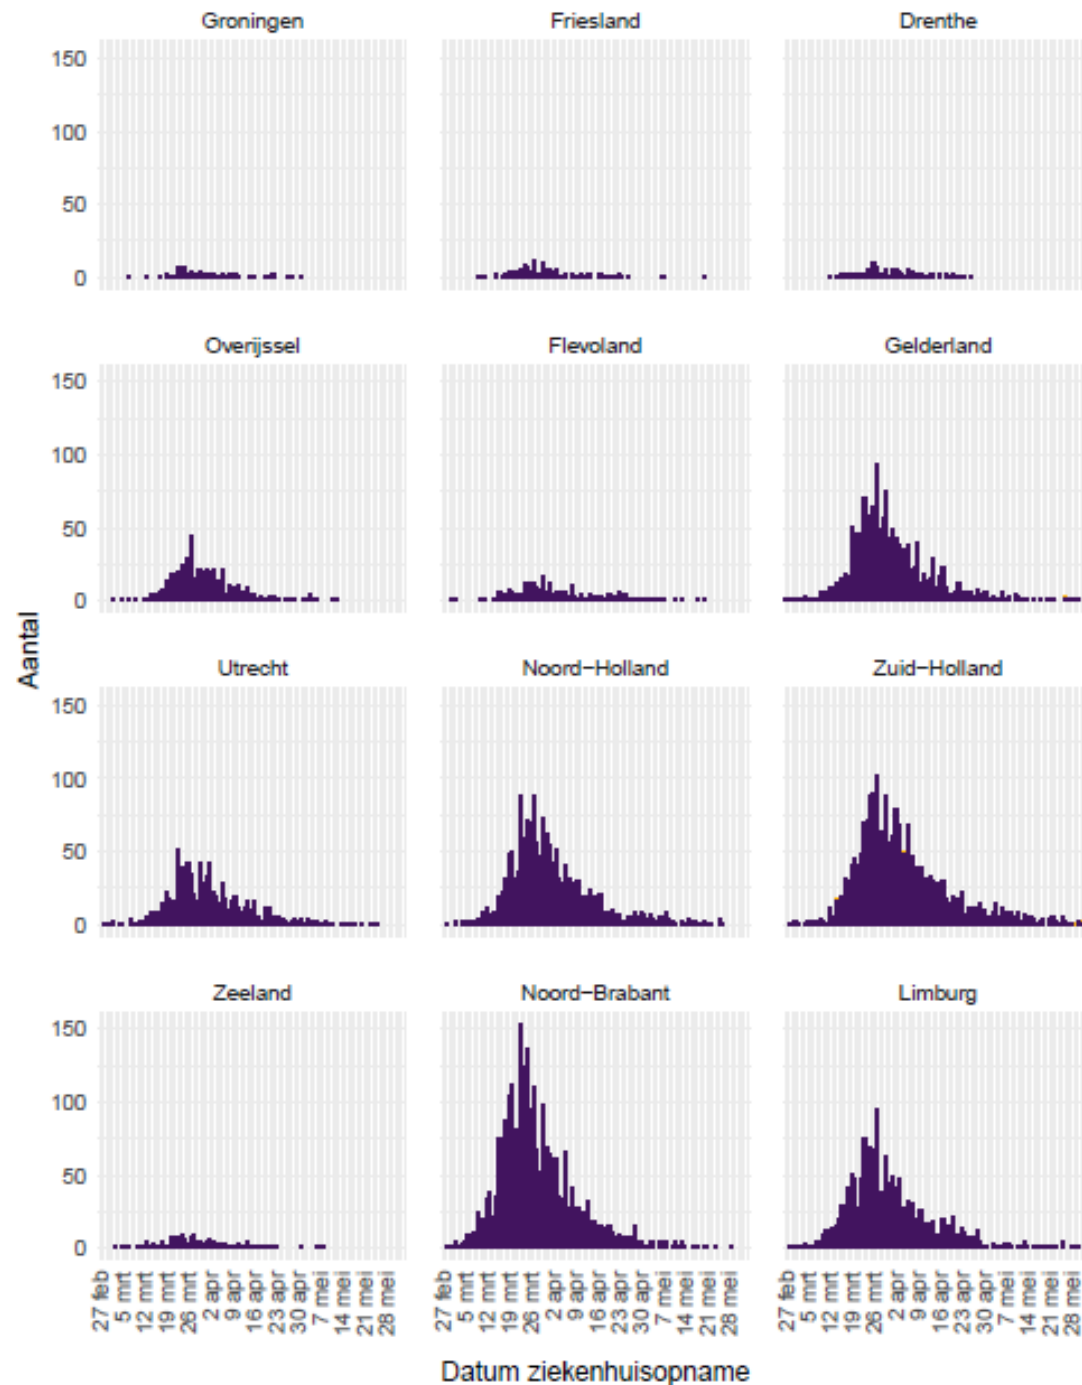 Groningen Friesland Drenthe
150
100
50
0
Overijssel Flevoland Gelderland
150
100
50
0
Aantal
Utrecht Noord−Holland Zuid−Holland
150
100
50
0
Zeeland Noord−Brabant Limburg
150
100
50
0
27 feb 5 mrt 12 mrt 19 mrt 26 mrt 2 apr 9 apr 16 apr 23 apr 30 apr 7 mei 14 mei 21 mei 28 mei
27 feb 5 mrt 12 mrt 19 mrt 26 mrt 2 apr 9 apr 16 apr 23 apr 30 apr 7 mei 14 mei 21 mei 28 mei
27 feb 5 mrt 12 mrt 19 mrt 26 mrt 2 apr 9 apr 16 apr 23 apr 30 apr 7 mei 14 mei 21 mei 28 mei
Datum ziekenhuisopname